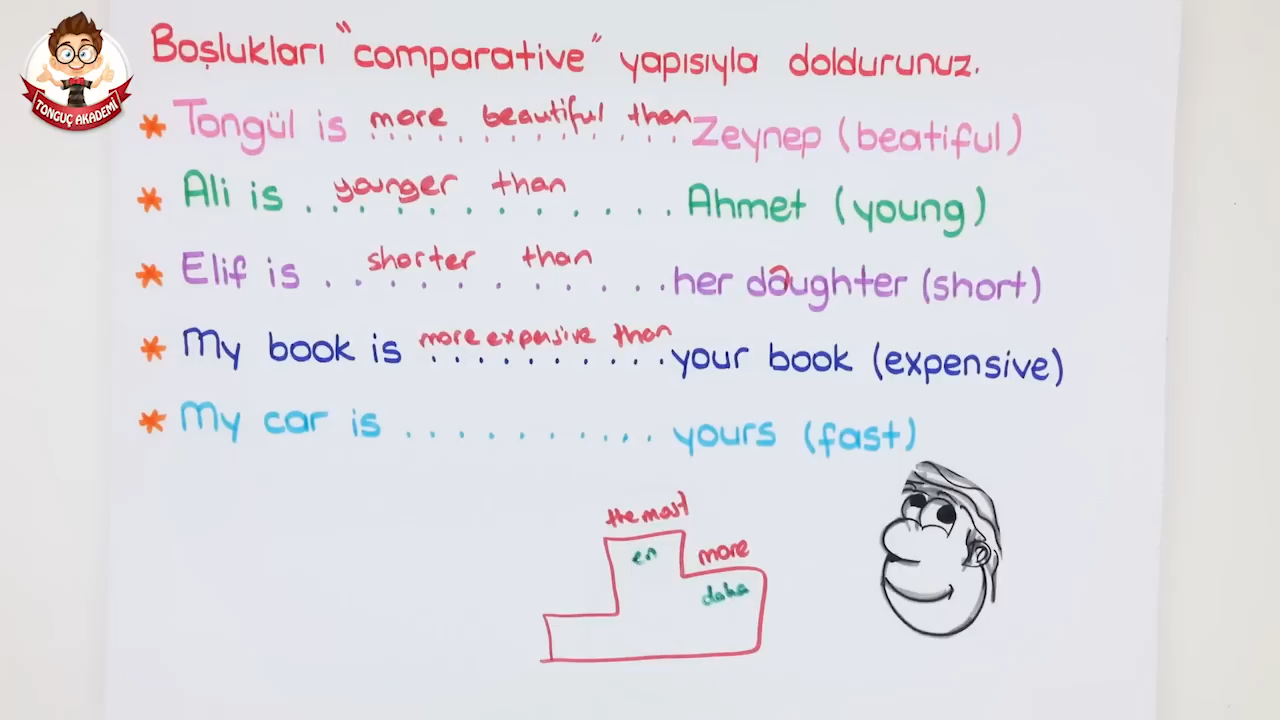 TONGUÇ AKADEMİ
Boşlukları "comparative" yapısıyla doldurunuz.
* Tongül is more beautiful than Zeynep (beatiful)
* Ali is younger than Ahmet (young)
* Elif is shorter than her daughter (short)
* My book is more expensive than your book (expensive)
* My car is ........... yours (fast)
the most
en
more
daha